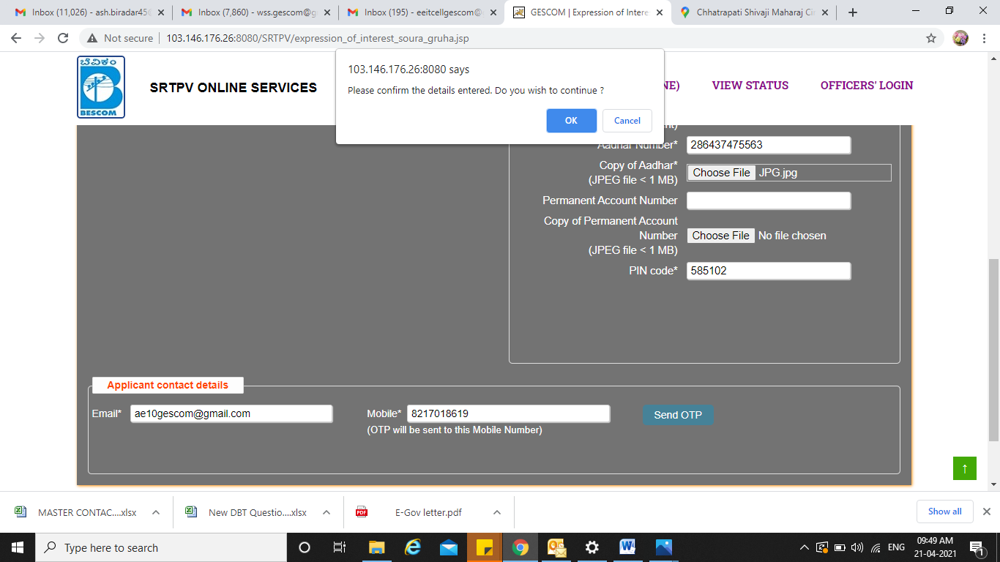 Inbox (11,026) - ash.biradar45@
Inbox (7,860) - wss.gescom@g
Inbox (195) - eeitcellgescom@
GESCOM | Expression of Intere
Chhatrapati Shivaji Maharaj Cir
Not secure
103.146.176.26:8080/SRTPV/expression_of_interest_soura_gruha.jsp
103.146.176.26:8080 says
Please confirm the details entered. Do you wish to continue ?
OK
Cancel
ಬೆವಿಕಂ
BESCOM
SRTPV ONLINE SERVICES
NE)
VIEW STATUS
OFFICERS' LOGIN
Aadhar Number*
286437475563
Copy of Aadhar*
(JPEG file < 1 MB)
Choose File
JPG.jpg
Permanent Account Number
Copy of Permanent Account
Number
(JPEG file < 1 MB)
Choose File
No file chosen
PIN code*
585102
Applicant contact details
Email*
ae10gescom@gmail.com
Mobile*
8217018619
(OTP will be sent to this Mobile Number)
Send OTP
↑
MASTER CONTAC....xlsx
New DBT Questio....xlsx
PDF
E-Gov letter.pdf
Show all
Type here to search
ENG
09:49 AM
21-04-2021
1